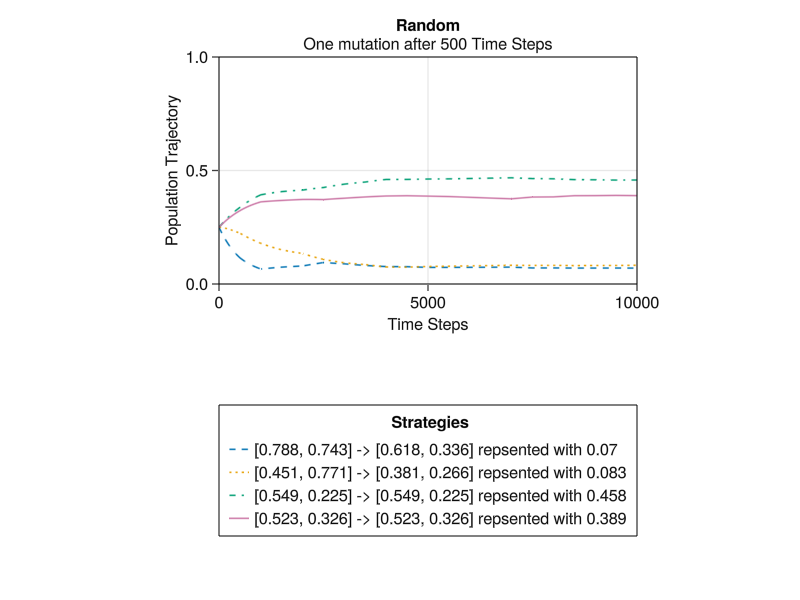 Random
One mutation after 500 Time Steps
1.0
0.5
0.0
Population Trajectory
0 5000 10000
Time Steps
Strategies
[0.788, 0.743] -> [0.618, 0.336] repsented with 0.07
[0.451, 0.771] -> [0.381, 0.266] repsented with 0.083
[0.549, 0.225] -> [0.549, 0.225] repsented with 0.458
[0.523, 0.326] -> [0.523, 0.326] repsented with 0.389